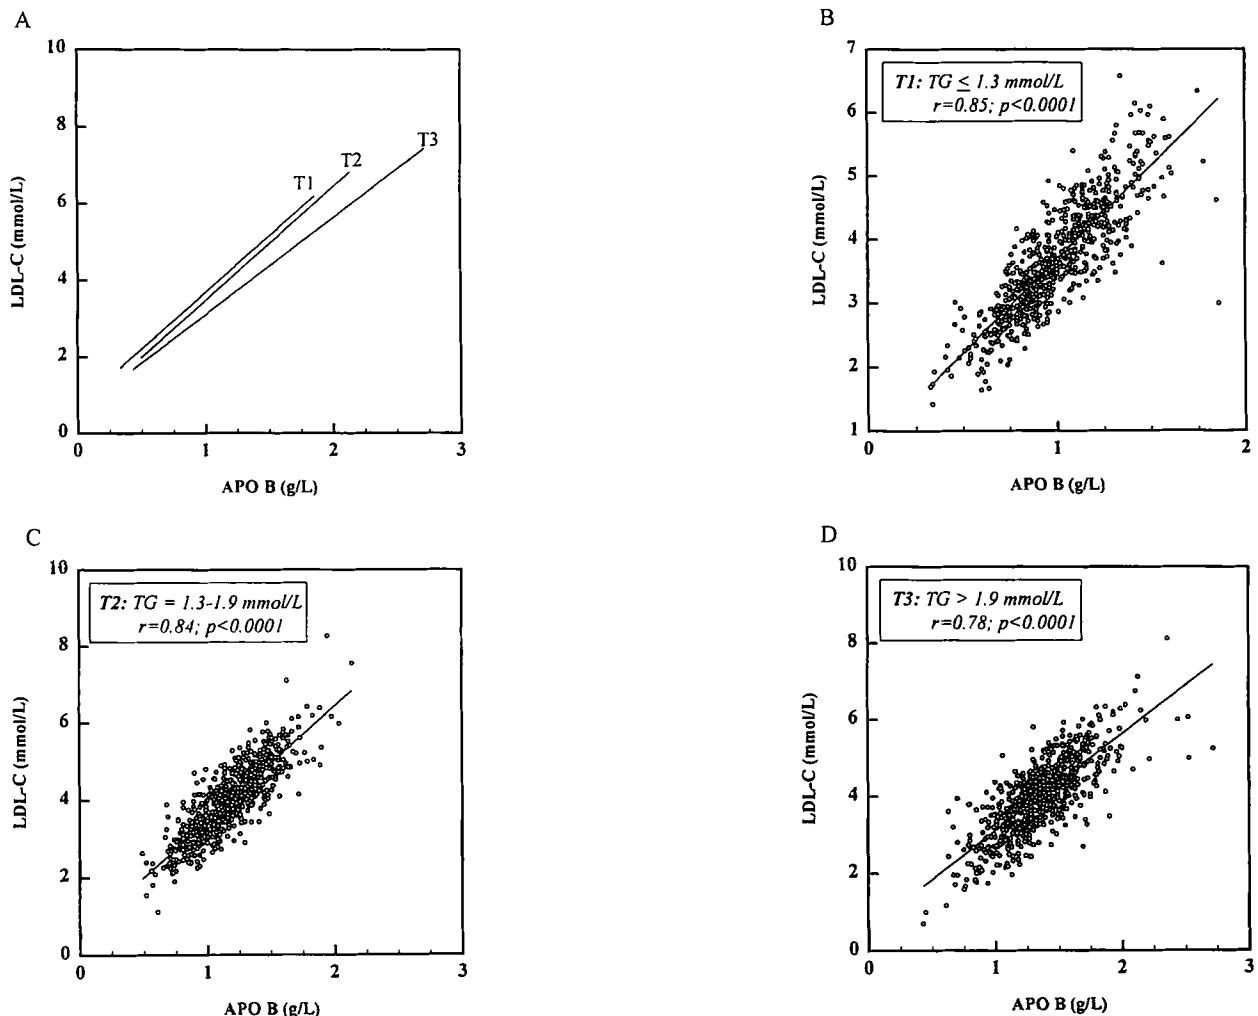 A
10
8
6
4
2
0
LDL-C (mmol/L)
T1
T2
T3
0 1 2 3
APO B (g/L)
B
7
6
5
4
3
2
1
LDL-C (mmol/L)
T1: TG ≤ 1.3 mmol/L
r=0.85; p<0.0001
0 1 2
APO B (g/L)
C
10
8
6
4
2
0
LDL-C (mmol/L)
T2: TG = 1.3-1.9 mmol/L
r=0.84; p<0.0001
0 1 2 3
APO B (g/L)
D
10
8
6
4
2
0
LDL-C (mmol/L)
T3: TG > 1.9 mmol/L
r=0.78; p<0.0001
0 1 2 3
APO B (g/L)